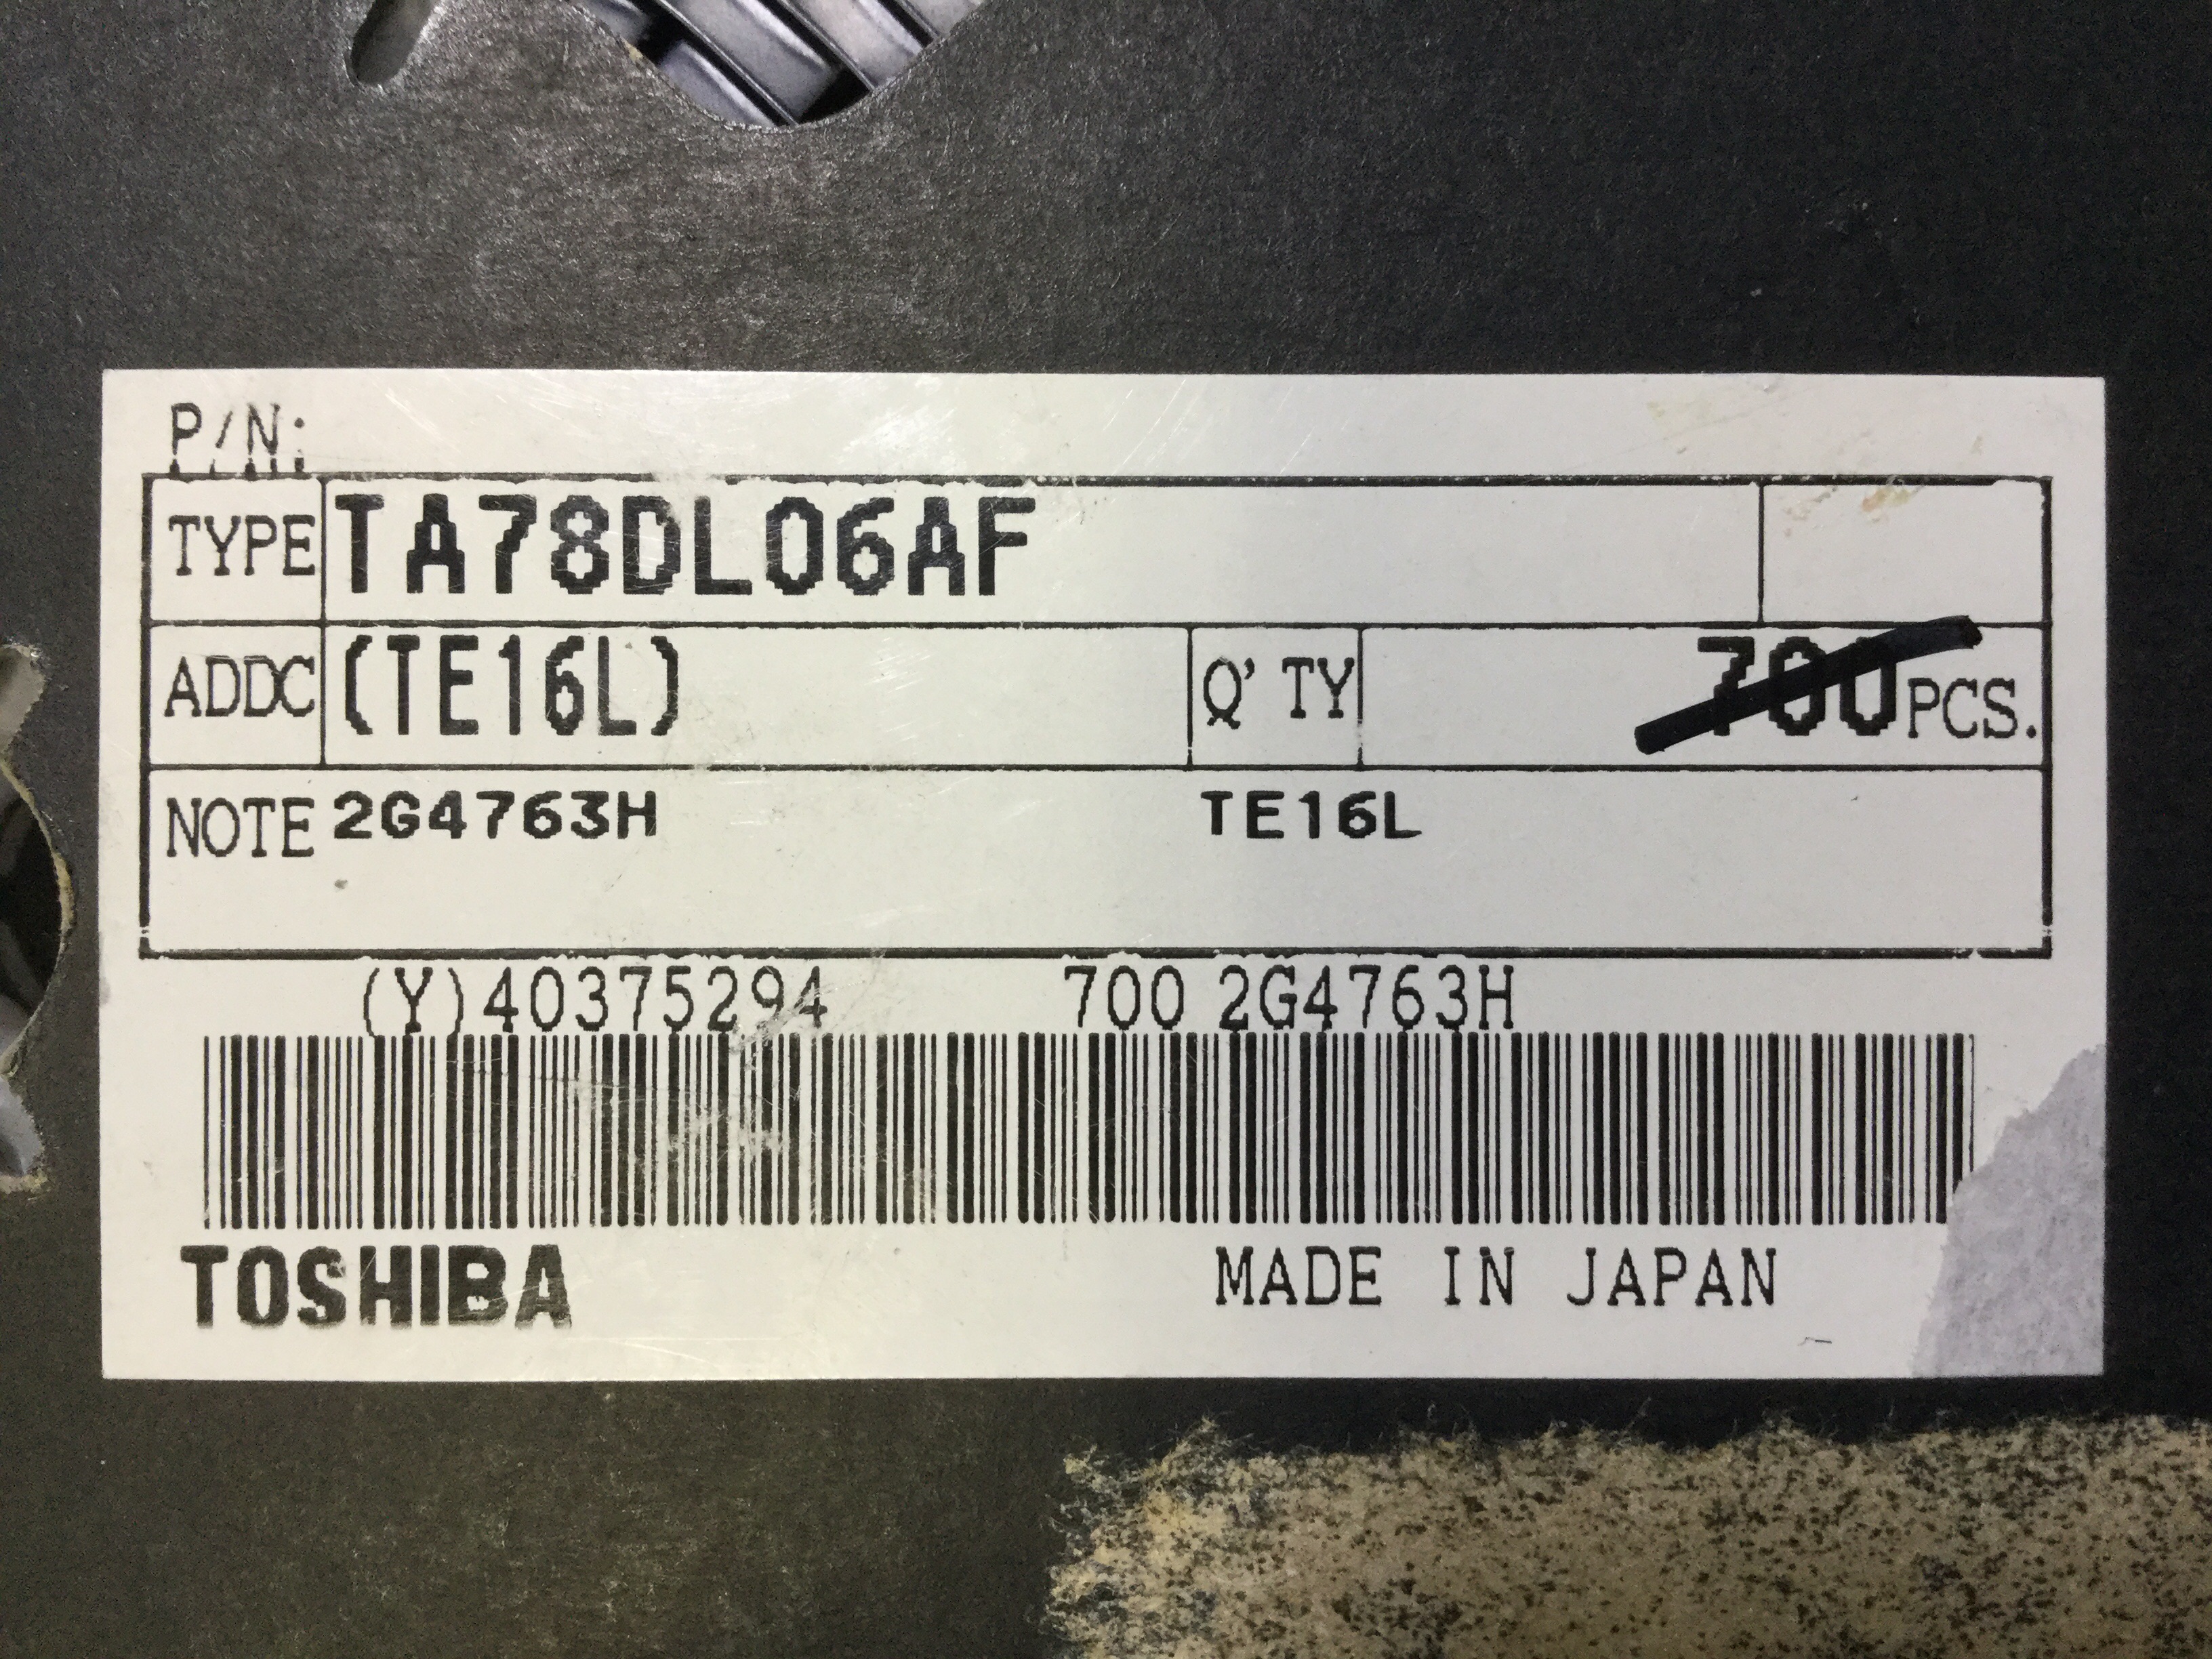 P/N:
TYPE TA78DL06AF
ADDC (TE16L) Q'TY 700 PCS.
NOTE 2G4763H TE16L
(Y)40375294 700 2G4763H
TOSHIBA MADE IN JAPAN